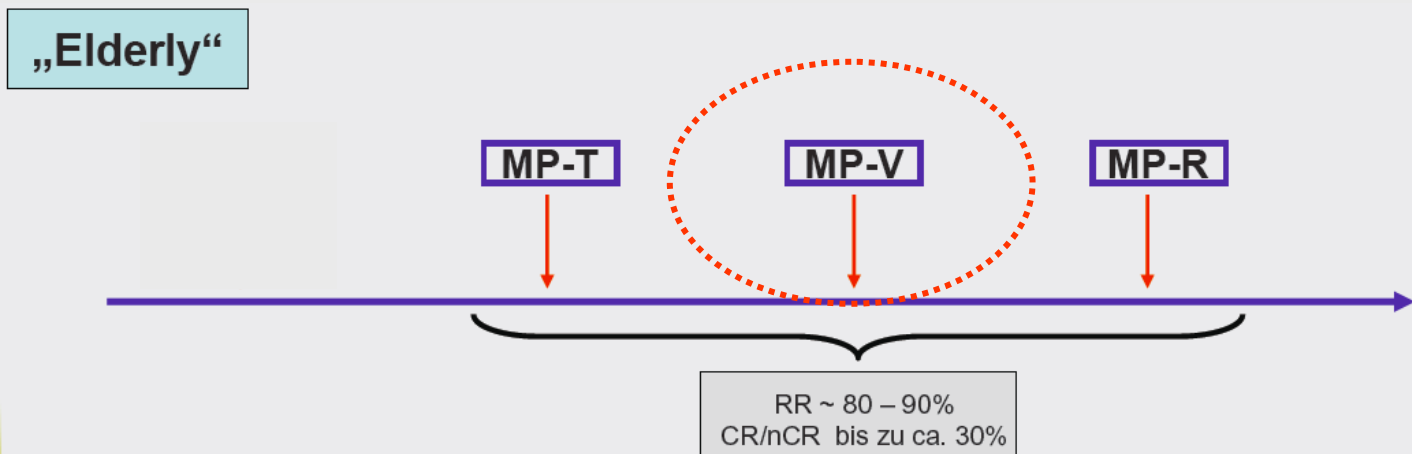 „Elderly“
MP-T
MP-V
MP-R
RR ~ 80 – 90%
CR/nCR bis zu ca. 30%